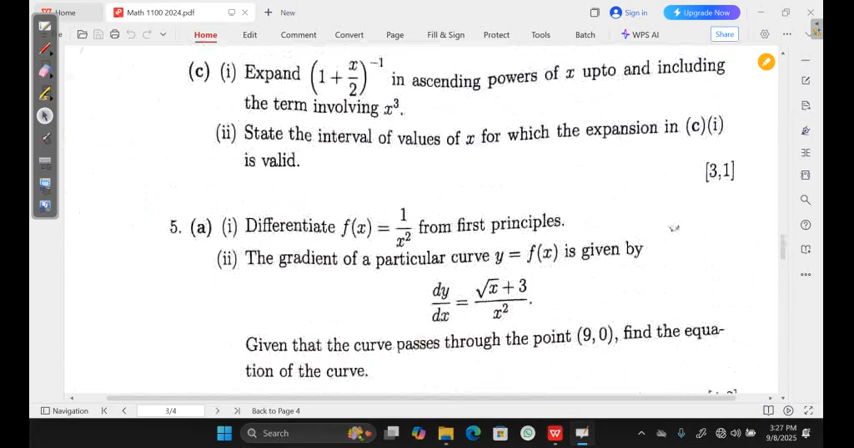 Home
Math 1100 2024.pdf
New
Sign in
Upgrade Now
Home Edit Comment Convert Page Fill & Sign Protect Tools Batch WPS AI Share
(c) (i) Expand (1 + x/2)^{-1} in ascending powers of x upto and including
the term involving x³.
(ii) State the interval of values of x for which the expansion in (c)(i)
is valid.
[3,1]
5. (a) (i) Differentiate f(x) = 1/x² from first principles.
(ii) The gradient of a particular curve y = f(x) is given by
dy/dx = (√x + 3)/x².
Given that the curve passes through the point (9, 0), find the equa-
tion of the curve.
Navigation 3/4 Back to Page 4
Search
3:27 PM
9/8/2025